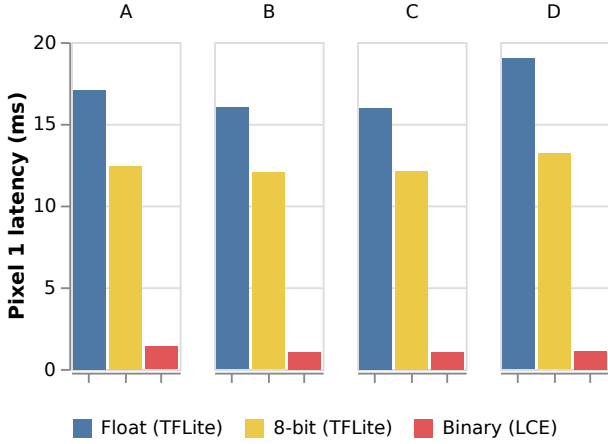 A B C D
20
15
10
5
0
Pixel 1 latency (ms)
Float (TFLite) 8-bit (TFLite) Binary (LCE)